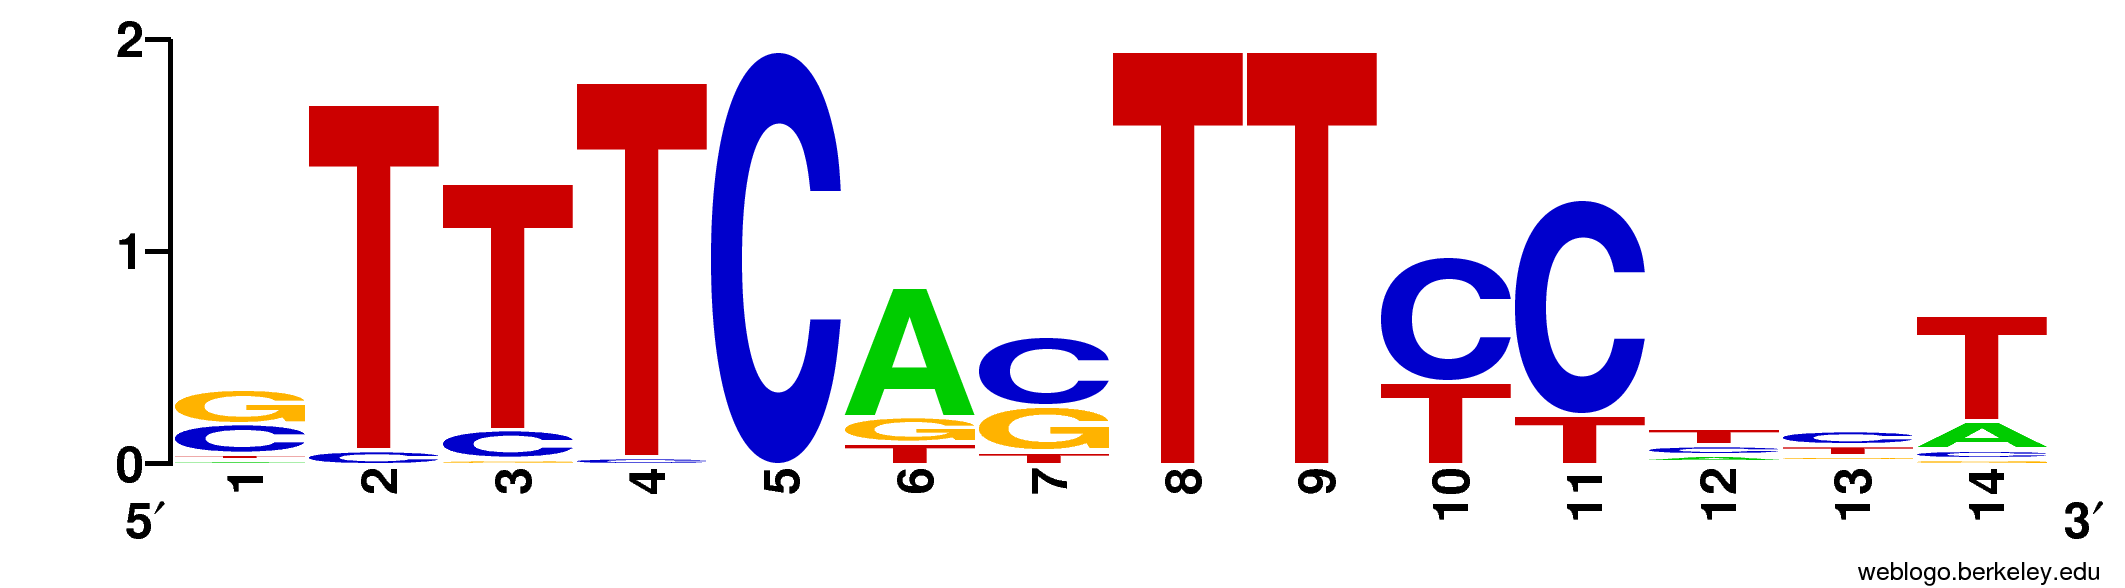 2
1
0
G C T A
T C
T C G
T C
C
A G T
C G T
T
T
C T
C T
T C A
C T G
T A C G
1 2 3 4 5 6 7 8 9 10 11 12 13 14
5′ 3′
weblogo.berkeley.edu